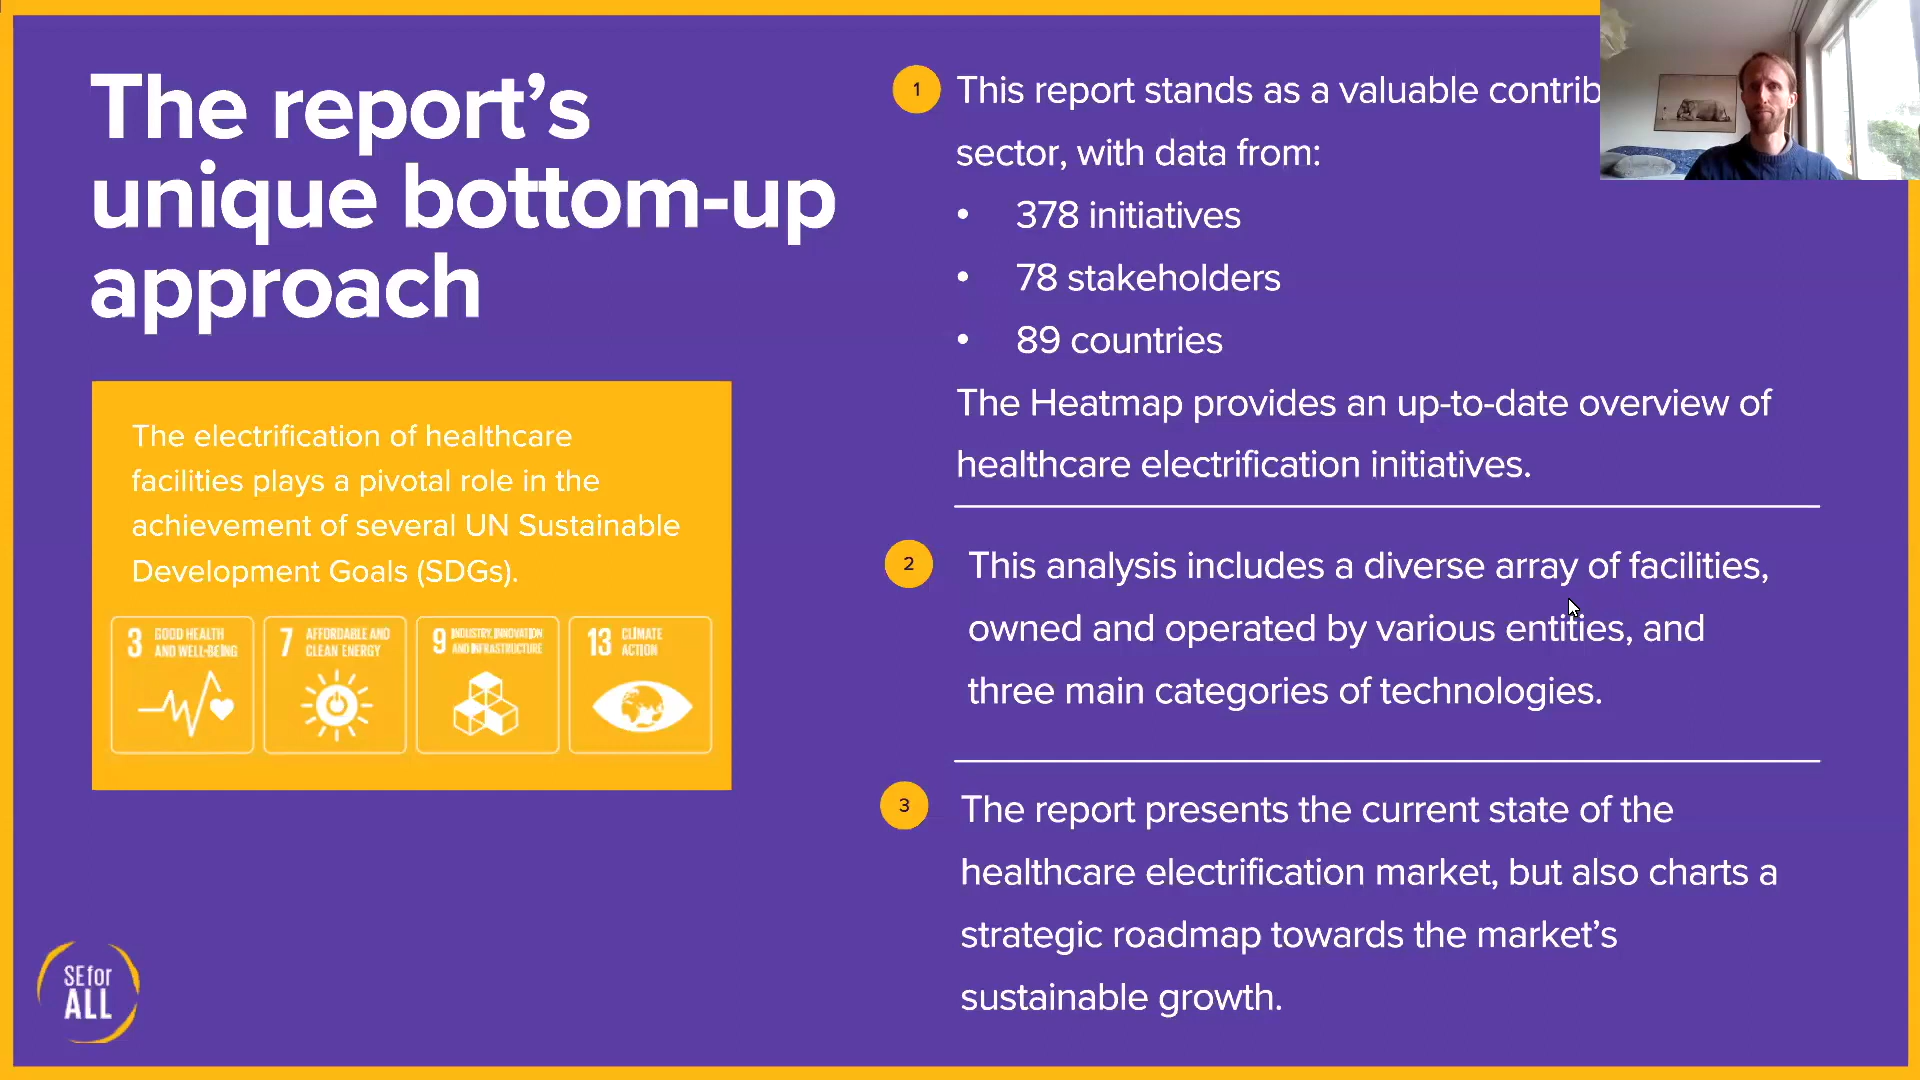 The report's
unique bottom-up
approach
The electrification of healthcare
facilities plays a pivotal role in the
achievement of several UN Sustainable
Development Goals (SDGs).
3 GOOD HEALTH
AND WELL-BEING
7 AFFORDABLE AND
CLEAN ENERGY
9 INDUSTRY, INNOVATION
AND INFRASTRUCTURE
13 CLIMATE
ACTION
SEfor
ALL
1 This report stands as a valuable contrib
sector, with data from:
• 378 initiatives
• 78 stakeholders
• 89 countries
The Heatmap provides an up-to-date overview of
healthcare electrification initiatives.
2 This analysis includes a diverse array of facilities,
owned and operated by various entities, and
three main categories of technologies.
3 The report presents the current state of the
healthcare electrification market, but also charts a
strategic roadmap towards the market's
sustainable growth.